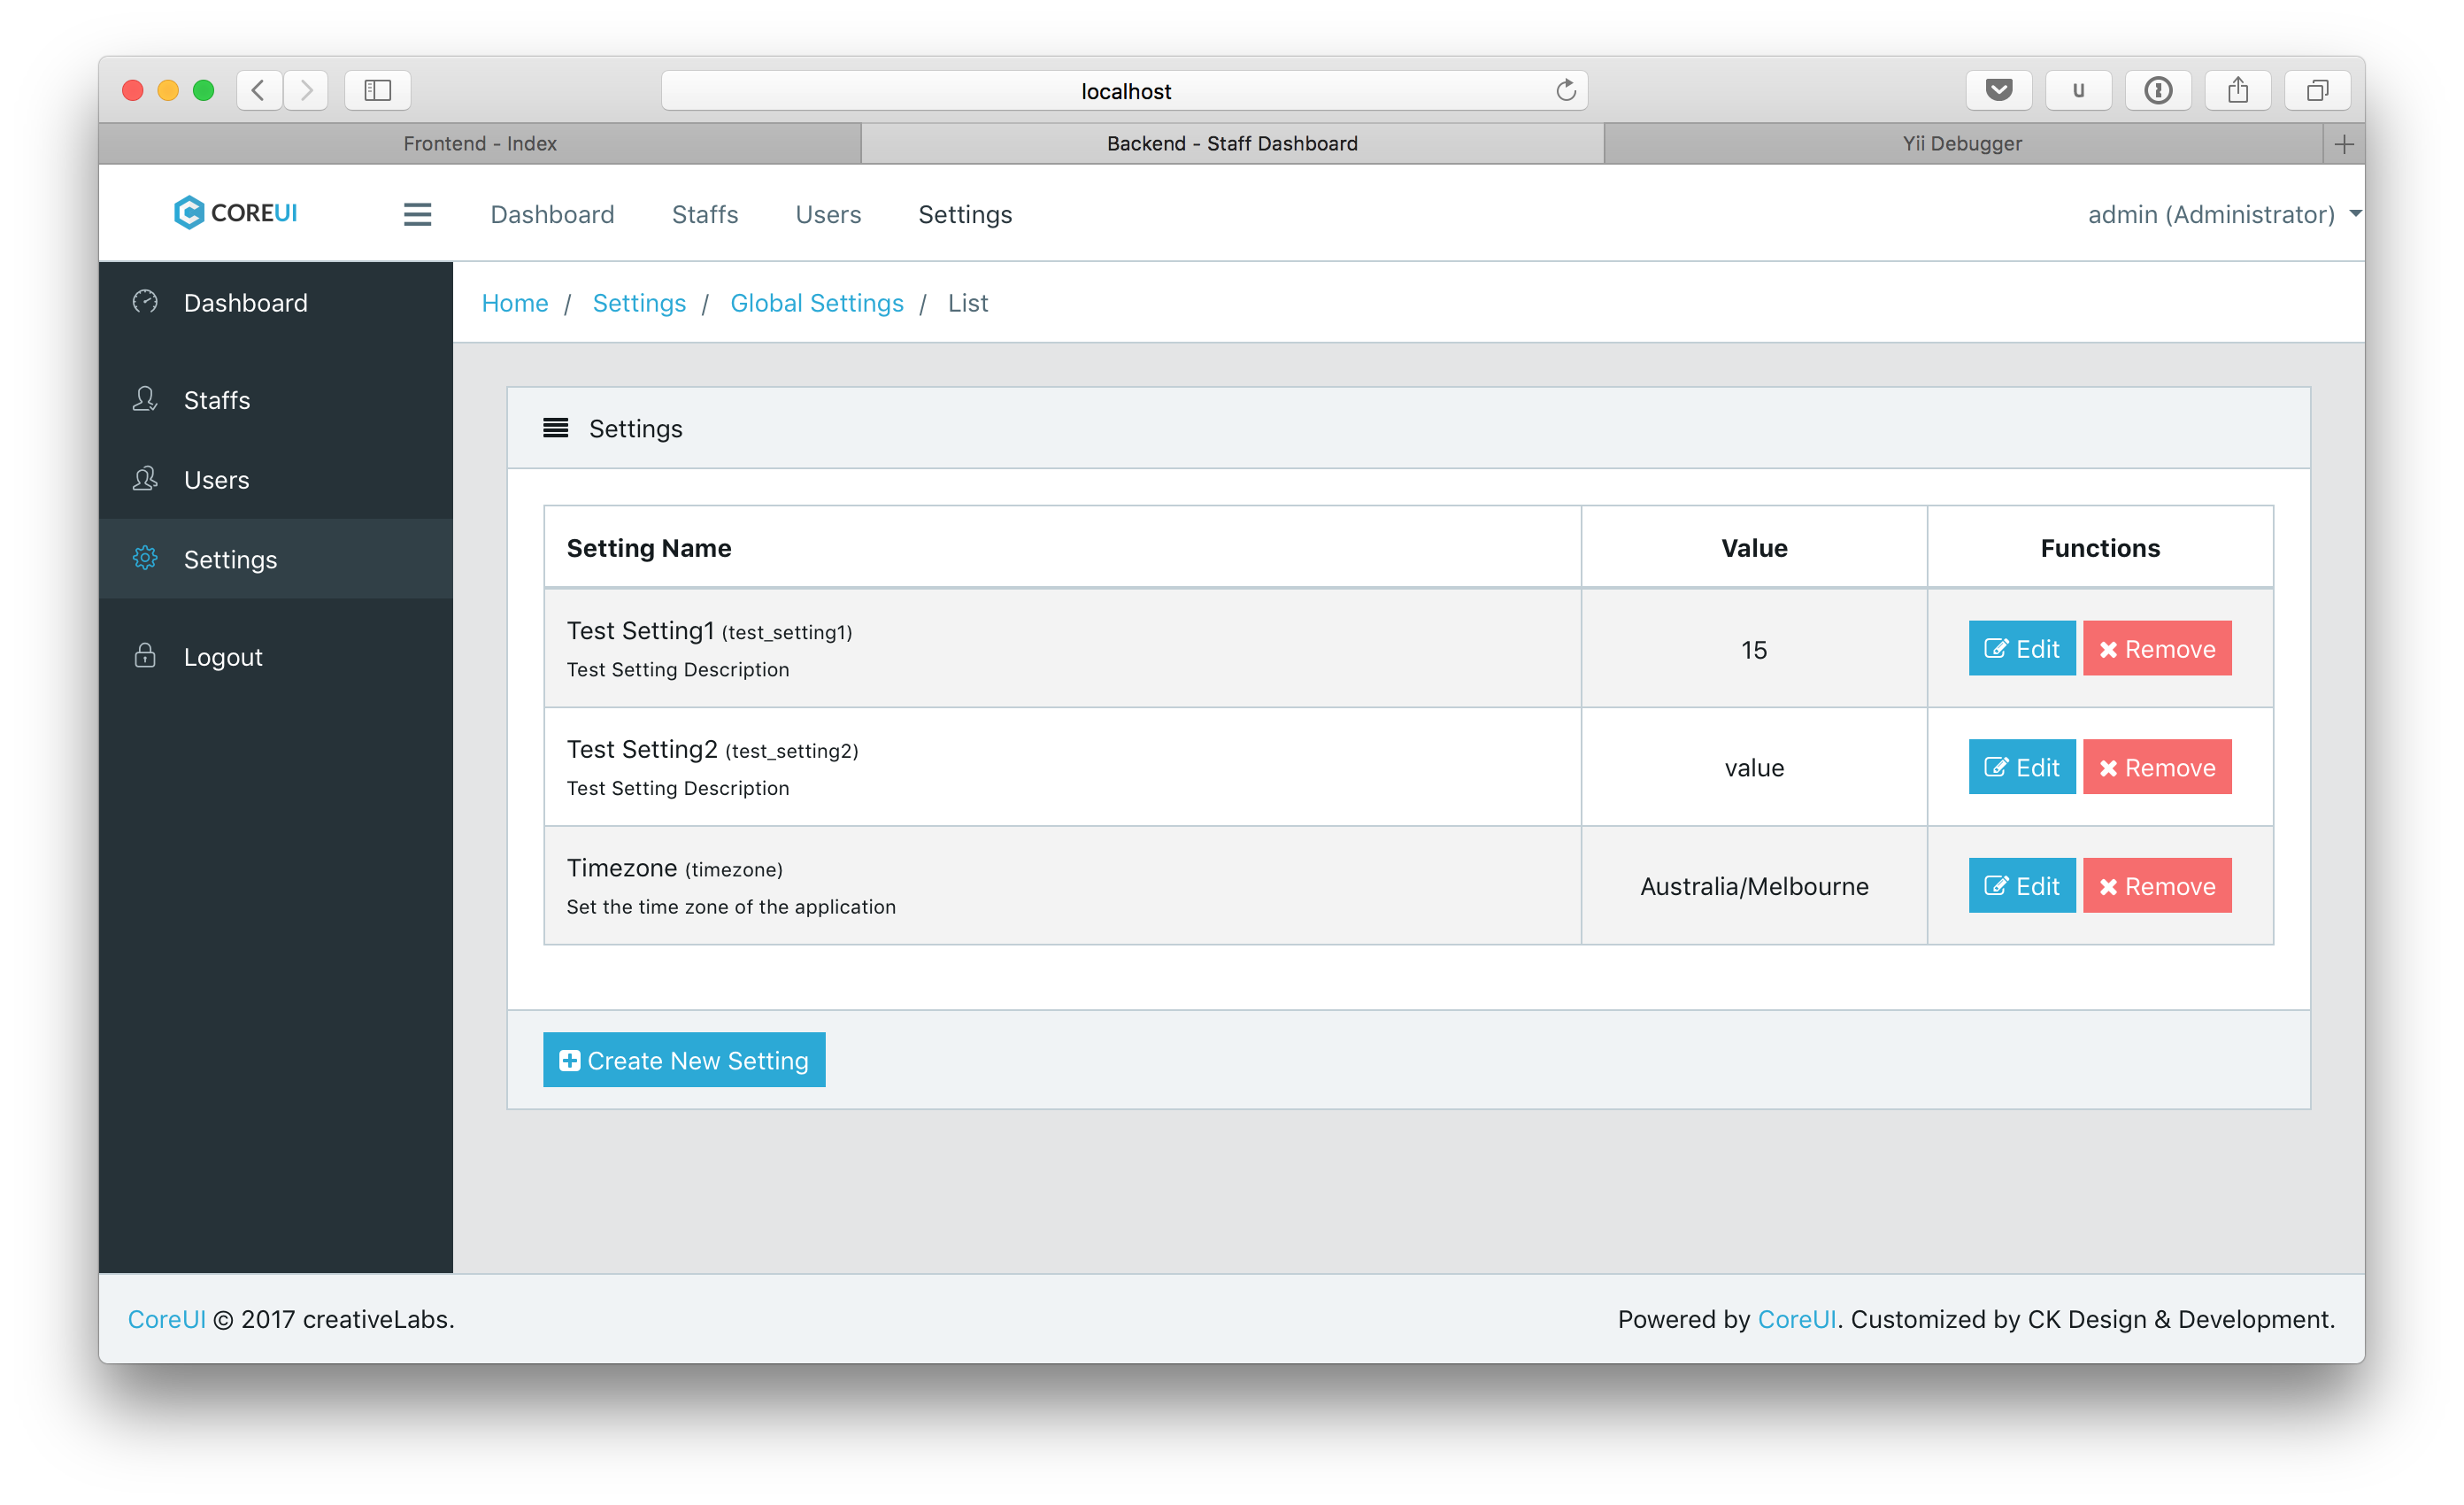 localhost
u
Frontend - Index
Backend - Staff Dashboard
Yii Debugger
COREUI
Dashboard
Staffs
Users
Settings
admin (Administrator)
Dashboard
Staffs
Users
Settings
Logout
Home / Settings / Global Settings / List
Settings
Setting Name Value Functions
Test Setting1 (test_setting1)
Test Setting Description
15
Edit
Remove
Test Setting2 (test_setting2)
Test Setting Description
value
Edit
Remove
Timezone (timezone)
Set the time zone of the application
Australia/Melbourne
Edit
Remove
Create New Setting
CoreUI © 2017 creativeLabs.
Powered by CoreUI. Customized by CK Design & Development.